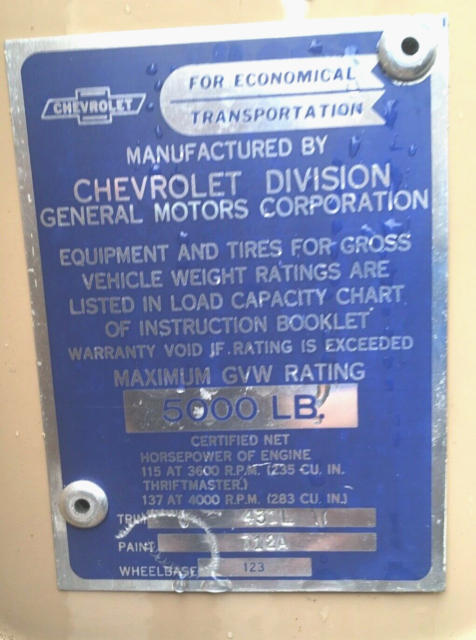 CHEVROLET
FOR ECONOMICAL
TRANSPORTATION
MANUFACTURED BY
CHEVROLET DIVISION
GENERAL MOTORS CORPORATION
EQUIPMENT AND TIRES FOR GROSS
VEHICLE WEIGHT RATINGS ARE
LISTED IN LOAD CAPACITY CHART
OF INSTRUCTION BOOKLET
WARRANTY VOID IF RATING IS EXCEEDED
MAXIMUM GVW RATING
5000 LB.
CERTIFIED NET
HORSEPOWER OF ENGINE
115 AT 3600 R.P.M. (235 CU. IN.
THRIFTMASTER.)
137 AT 4000 R.P.M. (283 CU. IN.)
TRIM 431L
PAINT 712A
WHEELBASE 123